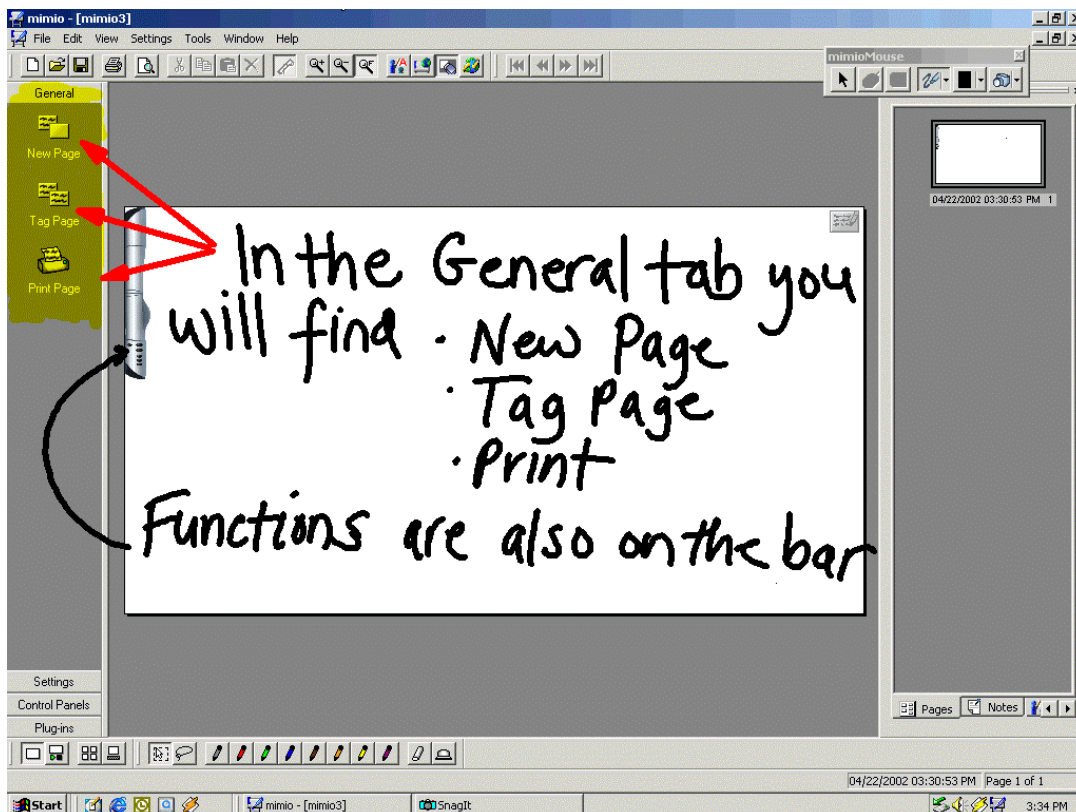 mimio - [mimio3]
File Edit View Settings Tools Window Help
mimioMouse
General
New Page
Tag Page
Print Page
04/22/2002 03:30:53 PM 1
In the General tab you
will find · New Page
· Tag Page
· Print
Functions are also on the bar
Settings
Control Panels
Plug-ins
Pages Notes
04/22/2002 03:30:53 PM Page 1 of 1
Start mimio - [mimio3] SnagIt 3:34 PM